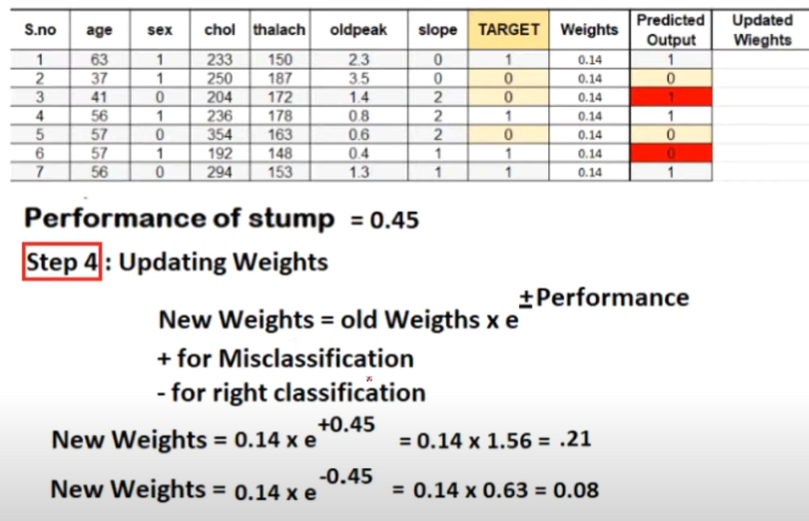 S.no age sex chol thalach oldpeak slope TARGET Weights Predicted Output Updated Wieghts
1 63 1 233 150 2.3 0 1 0.14 1
2 37 1 250 187 3.5 0 0 0.14 0
3 41 0 204 172 1.4 2 0 0.14 1
4 56 1 236 178 0.8 2 1 0.14 1
5 57 0 354 163 0.6 2 0 0.14 0
6 57 1 192 148 0.4 1 1 0.14 0
7 56 0 294 153 1.3 1 1 0.14 1
Performance of stump = 0.45
Step 4 : Updating Weights
New Weights = old Weigths x e ±Performance
+ for Misclassification
- for right classification
New Weights = 0.14 x e +0.45 = 0.14 x 1.56 = .21
New Weights = 0.14 x e -0.45 = 0.14 x 0.63 = 0.08